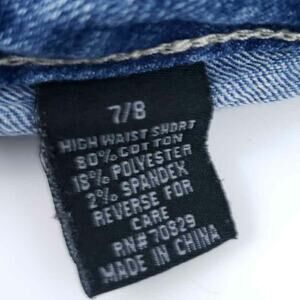 7/8
HIGH WAIST SHORT
80% COTTON
18% POLYESTER
2% SPANDEX
REVERSE FOR
CARE
RN# 70829
MADE IN CHINA